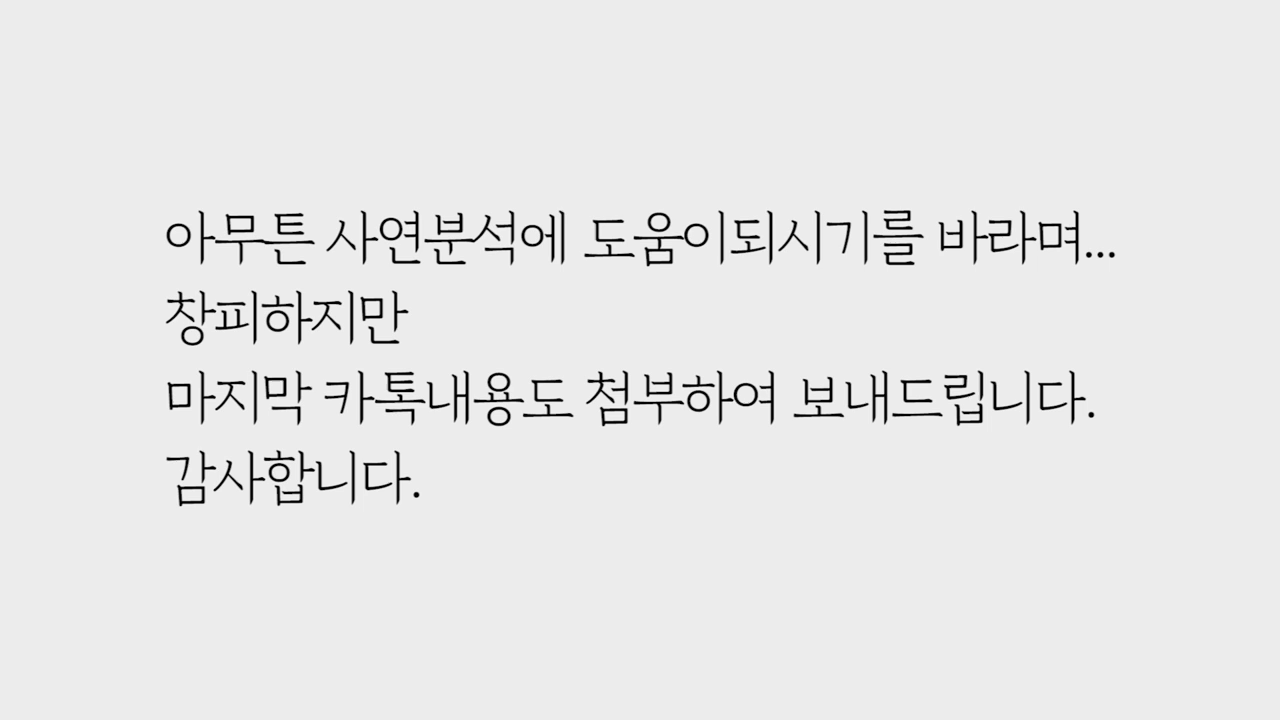 아무튼 사연분석에 도움이되시기를 바라며...
창피하지만
마지막 카톡내용도 첨부하여 보내드립니다.
감사합니다.